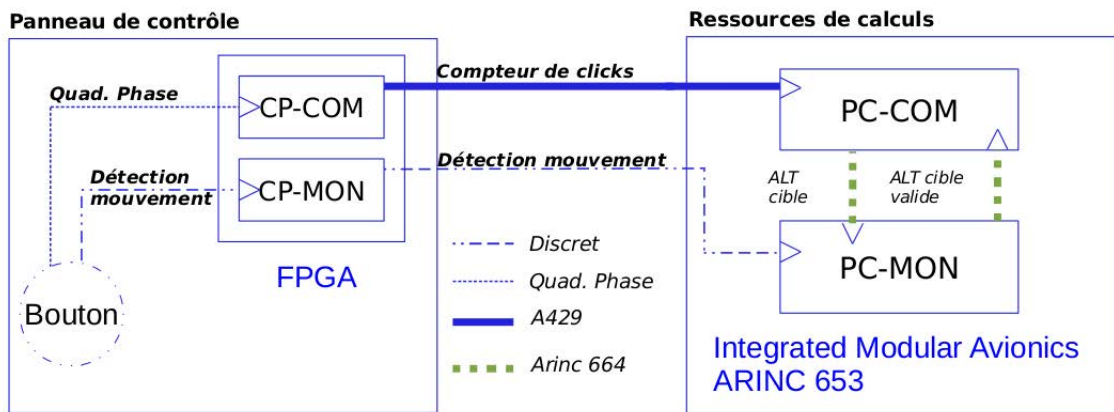 Panneau de contrôle
Ressources de calculs
Quad. Phase
CP-COM
Compteur de clicks
PC-COM
Détection
mouvement
CP-MON
Détection mouvement
ALT
cible
ALT cible
valide
FPGA
Bouton
Discret
Quad. Phase
A429
Arinc 664
PC-MON
Integrated Modular Avionics
ARINC 653